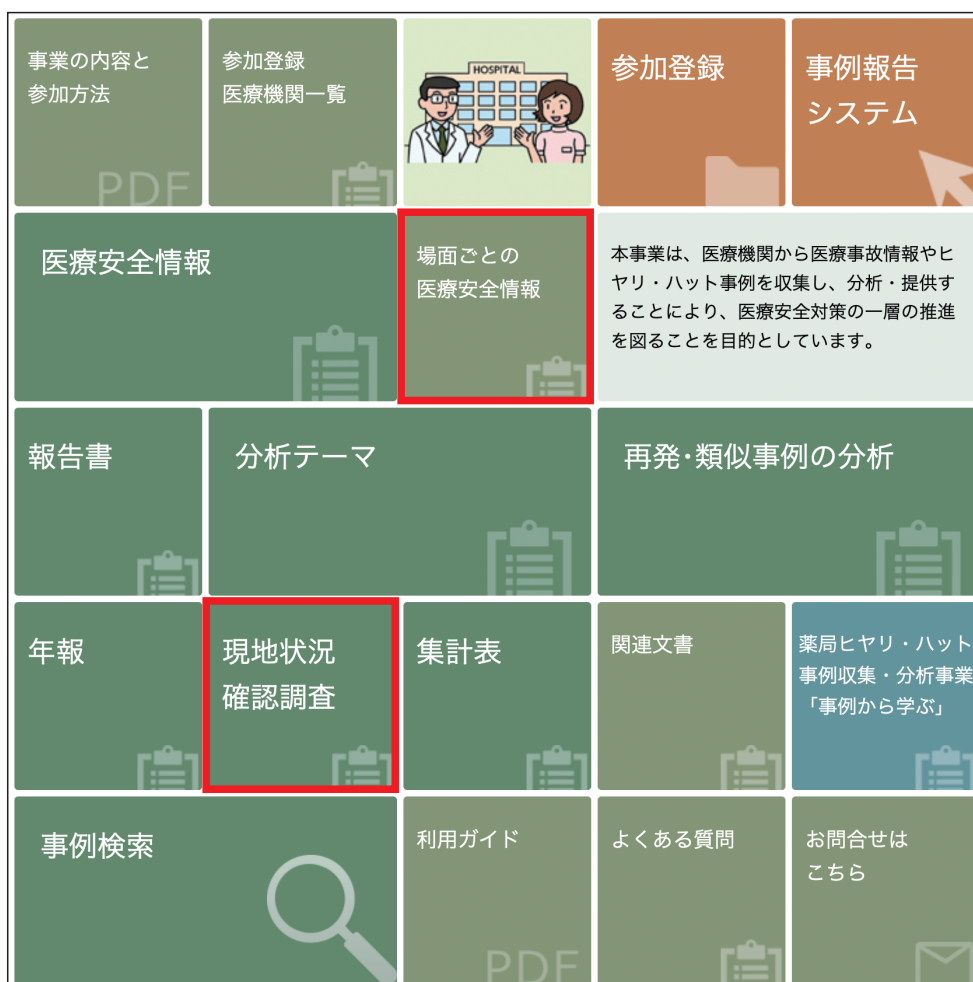 事業の内容と
参加方法
PDF
参加登録
医療機関一覧
HOSPITAL
参加登録
事例報告
システム
医療安全情報
場面ごとの
医療安全情報
本事業は、医療機関から医療事故情報やヒ
ヤリ・ハット事例を収集し、分析・提供す
ることにより、医療安全対策の一層の推進
を図ることを目的としています。
報告書
分析テーマ
再発・類似事例の分析
年報
現地状況
確認調査
集計表
関連文書
薬局ヒヤリ・ハット
事例収集・分析事業
「事例から学ぶ」
事例検索
利用ガイド
PDF
よくある質問
お問合せは
こちら